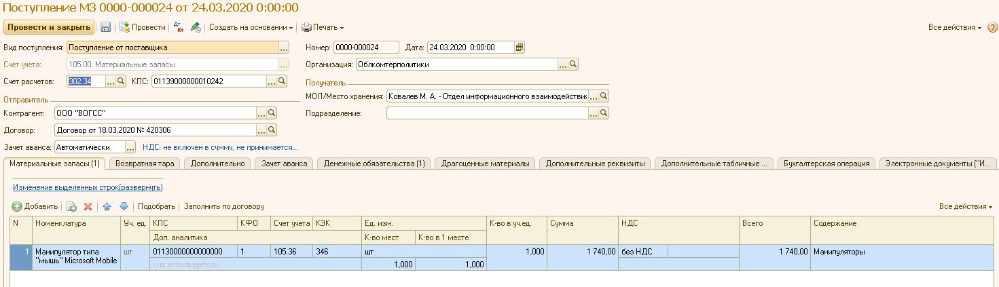 Поступление МЗ 0000-000024 от 24.03.2020 0:00:00
Провести и закрыть Провести Дт Кт Создать на основании Печать Все действия
Вид поступления: Поступление от поставщика ... Номер: 0000-000024 Дата: 24.03.2020 0:00:00
Счет учета: 105.00. Материальные запасы ... Организация: Облкомтерполитики ...
Счет расчетов: 302.34 ... КПС: 01139000000010242 ... Получатель
МОЛ/Место хранения: Ковалев М. А. - Отдел информационного взаимодействия ...
Отправитель
Контрагент: ООО "ВОГСС" ... Подразделение: ...
Договор: Договор от 18.03.2020 № 420306 ...
Зачет аванса: Автоматически ... НДС: не включен в сумму, не принимается...
Материальные запасы (1) Возвратная тара Дополнительно Зачет аванса Денежные обязательства (1) Драгоценные материалы Дополнительные реквизиты Дополнительные табличные ... Бухгалтерская операция Электронные документы ("И...
Изменение выделенных строк(развернуть)
Добавить Подобрать Заполнить по договору Все действия
N Номенклатура Уч. ед. КПС КФО Счет учета КЭК Ед. изм. К-во в уч.ед. Сумма НДС Всего Содержание
Доп. аналитика К-во мест К-во в 1 месте
1 Манипулятор типа шт 01130000000000000 1 105.36 346 шт 1,000 1 740,00 без НДС 1 740,00 Манипуляторы
"мышь" Microsoft Mobile <не используется> 1,000 1,000